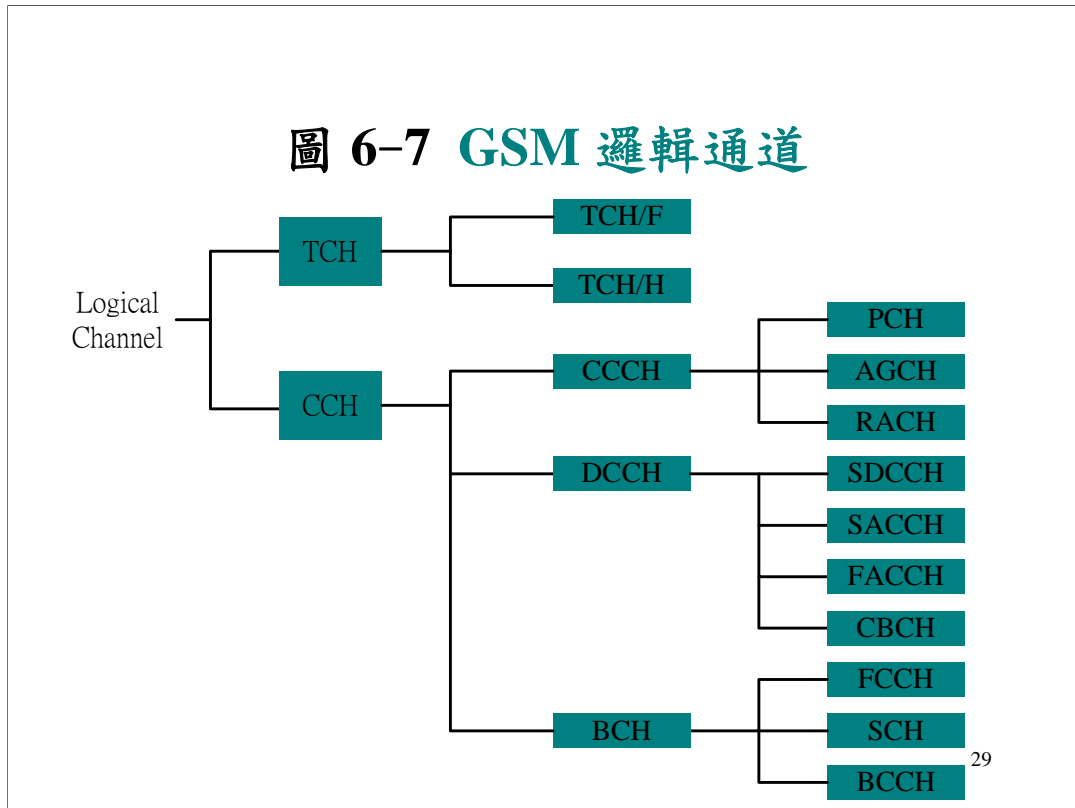 圖 6-7 GSM 邏輯通道
Logical
Channel
TCH
TCH/F
TCH/H
CCH
CCCH
PCH
AGCH
RACH
DCCH
SDCCH
SACCH
FACCH
CBCH
BCH
FCCH
SCH
BCCH
29